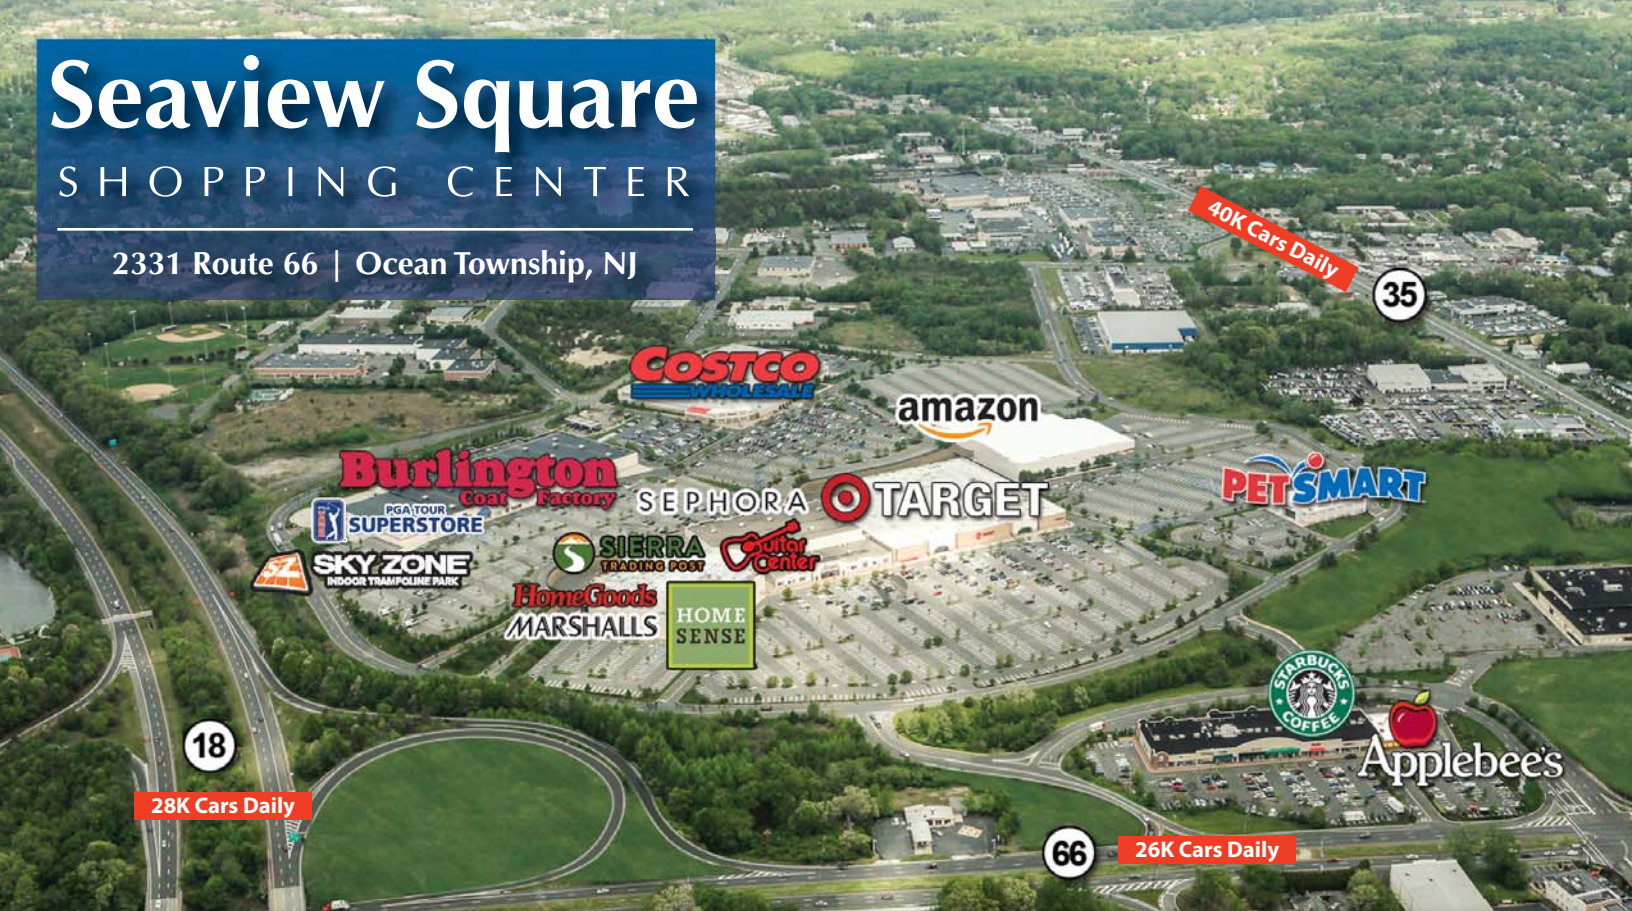 Seaview Square
SHOPPING CENTER
2331 Route 66 | Ocean Township, NJ
40K Cars Daily
35
COSTCO
WHOLESALE
amazon
Burlington
Coat Factory
PGA TOUR
SUPERSTORE
SEPHORA
TARGET
PETSMART
SZ
SKY ZONE
INDOOR TRAMPOLINE PARK
SIERRA
TRADING POST
Guitar
Center
HomeGoods
MARSHALLS
HOME
SENSE
STARBUCKS
COFFEE
Applebee's
18
28K Cars Daily
66
26K Cars Daily